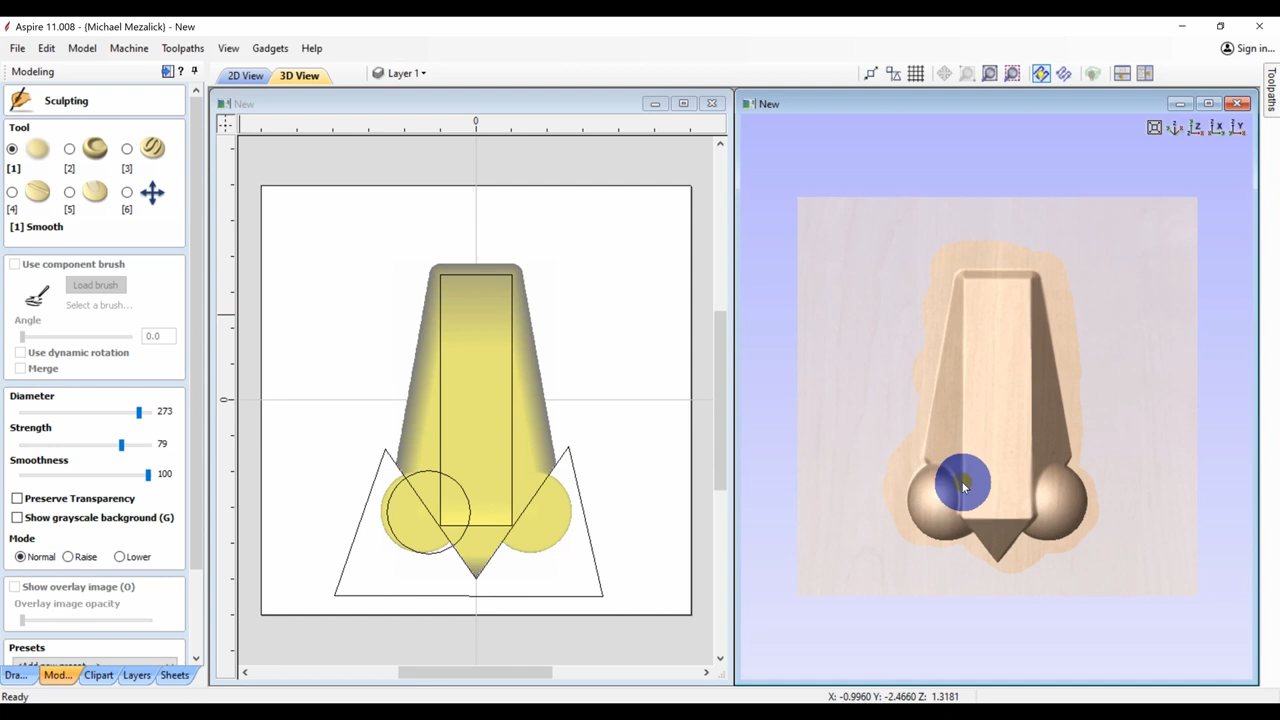 Aspire 11.008 - {Michael Mezalick} - New
File Edit Model Machine Toolpaths View Gadgets Help
Sign in...
Modeling
2D View 3D View Layer 1
Toolpaths
Sculpting
New
New
0
Z X Y
Tool
[1] [2] [3]
[4] [5] [6]
[1] Smooth
Use component brush
Load brush
Select a brush...
Angle
0.0
Use dynamic rotation
Merge
Diameter
273
Strength
79
Smoothness
100
Preserve Transparency
Show grayscale background (G)
Mode
Normal Raise Lower
Show overlay image (O)
Overlay image opacity
Presets
0
Dra... Mod... Clipart Layers Sheets
Ready
X: -0.9960 Y: -2.4660 Z: 1.3181